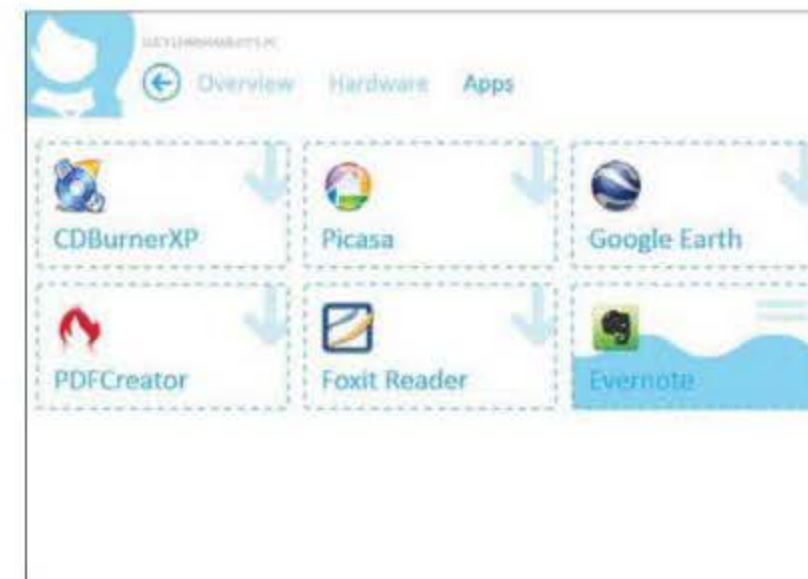 Overview Hardware Apps
CDBurnerXP Picasa Google Earth
PDFCreator Foxit Reader Evernote